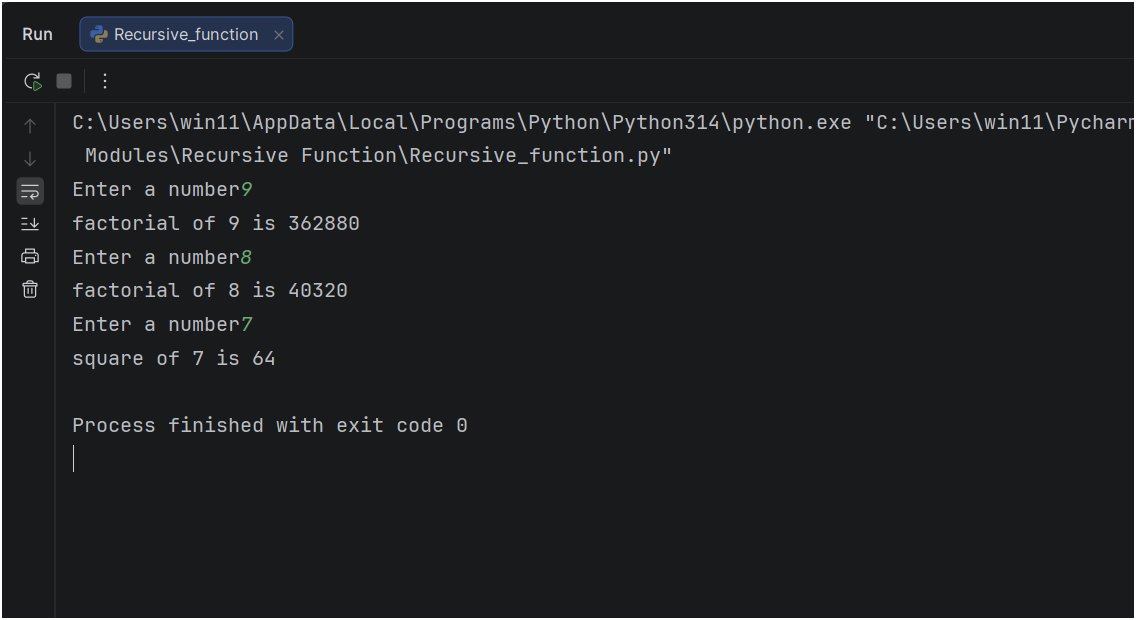 Run Recursive_function
C:\Users\win11\AppData\Local\Programs\Python\Python314\python.exe "C:\Users\win11\Pycharm
Modules\Recursive Function\Recursive_function.py"
Enter a number9
factorial of 9 is 362880
Enter a number8
factorial of 8 is 40320
Enter a number7
square of 7 is 64
Process finished with exit code 0